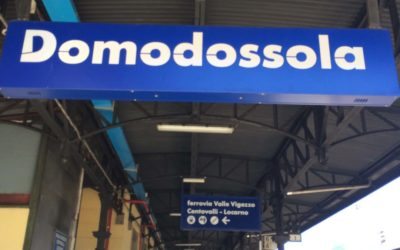 Domodossola
ferrovia Valle Vigezzo
Centovalli - Locarno